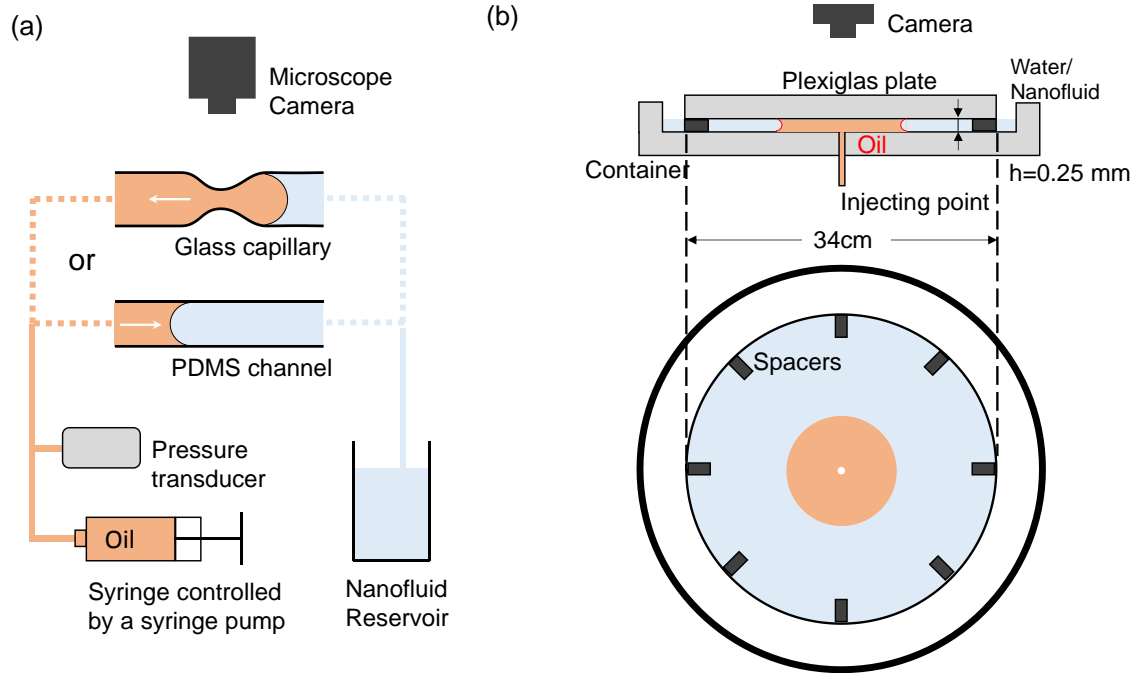 (a)
Microscope
Camera
Glass capillary
or
PDMS channel
Pressure
transducer
Oil
Syringe controlled
by a syringe pump
Nanofluid
Reservoir
(b)
Camera
Plexiglas plate
Water/
Nanofluid
Oil
Container
h=0.25 mm
Injecting point
34cm
Spacers